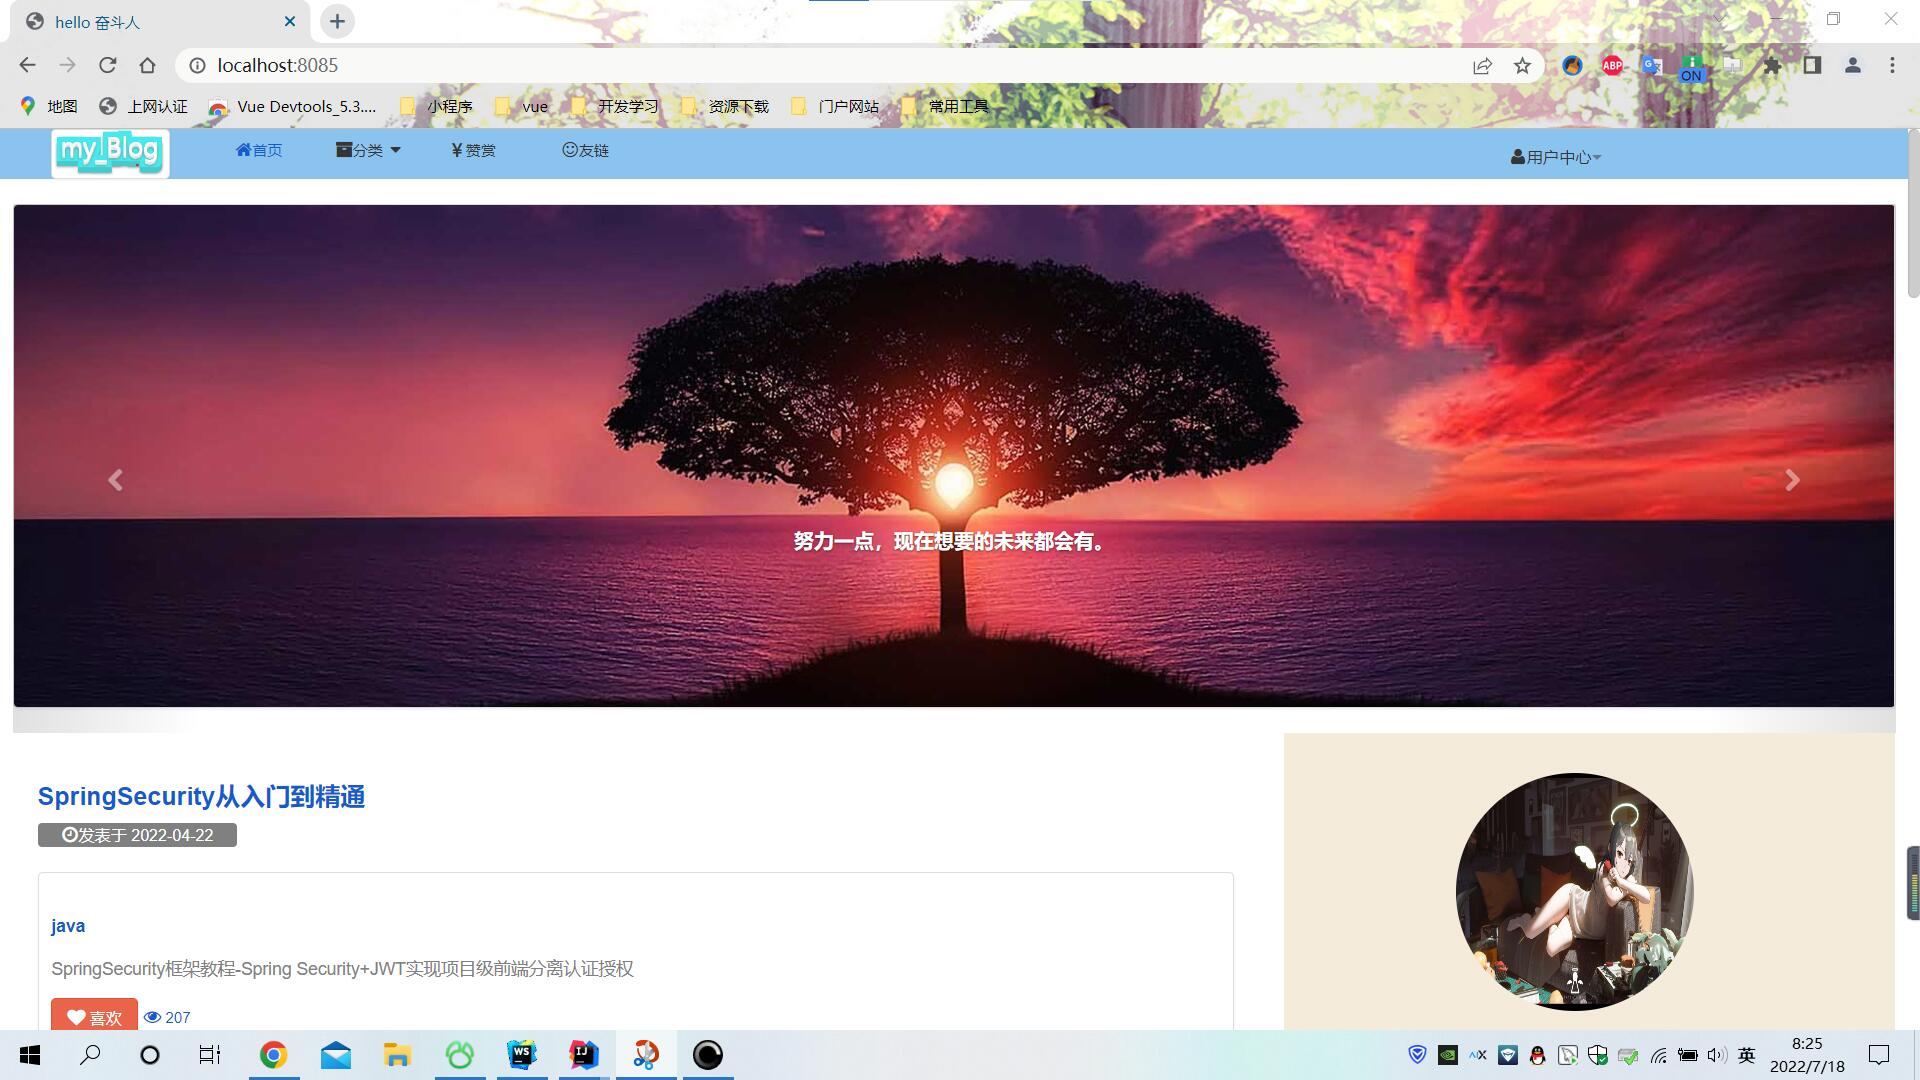 hello 奋斗人
localhost:8085
ABP
ON
地图 上网认证 Vue Devtools_5.3.... 小程序 vue 开发学习 资源下载 门户网站 常用工具
my_Blog 首页 分类 ¥赞赏 友链 用户中心
努力一点，现在想要的未来都会有。
SpringSecurity从入门到精通
发表于 2022-04-22
java
SpringSecurity框架教程-Spring Security+JWT实现项目级前端分离认证授权
喜欢 207
WS IJ 英 8:25
2022/7/18